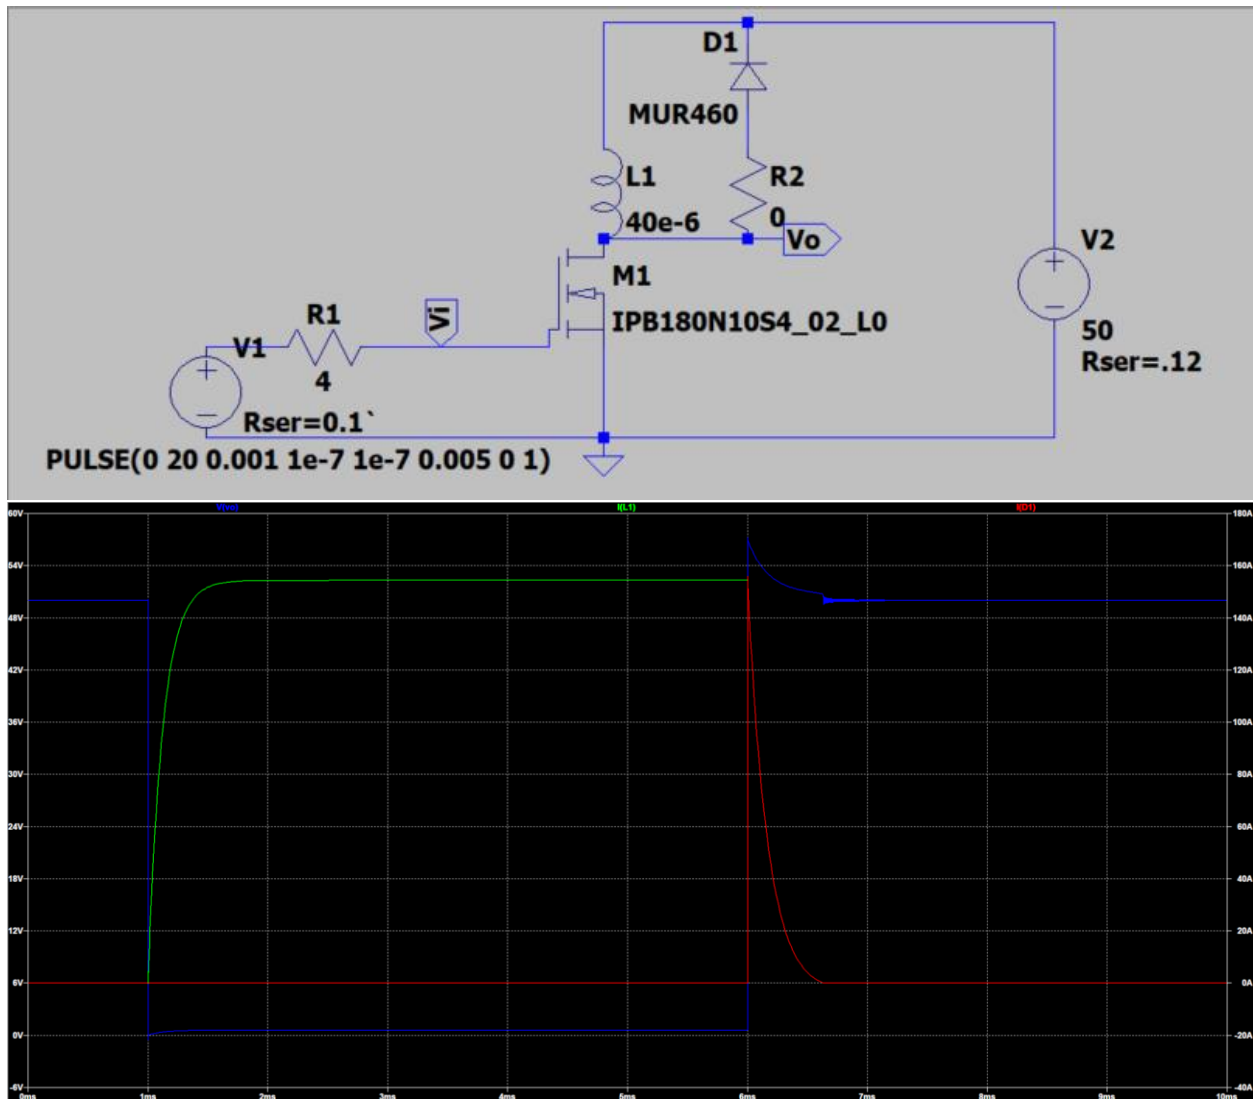 D1
MUR460
L1
40e-6
R2
0
Vo
V2
50
Rser=.12
M1
IPB180N10S4_02_L0
Vi
R1
4
V1
Rser=0.1`
PULSE(0 20 0.001 1e-7 1e-7 0.005 0 1)
V(vo) I(L1) I(D1)
60V 180A
54V 160A
48V 140A
42V 120A
36V 100A
30V 80A
24V 60A
18V 40A
12V 20A
6V 0A
0V -20A
-6V -40A
0ms 1ms 2ms 3ms 4ms 5ms 6ms 7ms 8ms 9ms 10ms